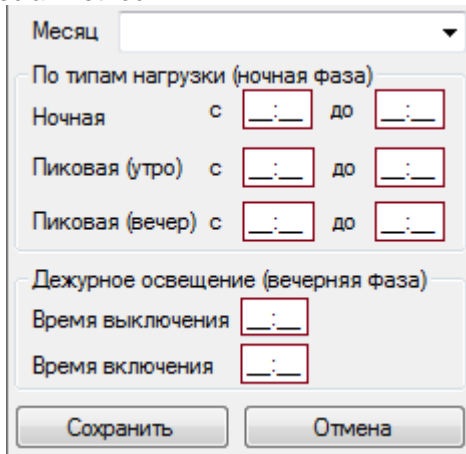 Месяц
По типам нагрузки (ночная фаза)
Ночная с __:__ до __:__
Пиковая (утро) с __:__ до __:__
Пиковая (вечер) с __:__ до __:__
Дежурное освещение (вечерняя фаза)
Время выключения __:__
Время включения __:__
Сохранить Отмена